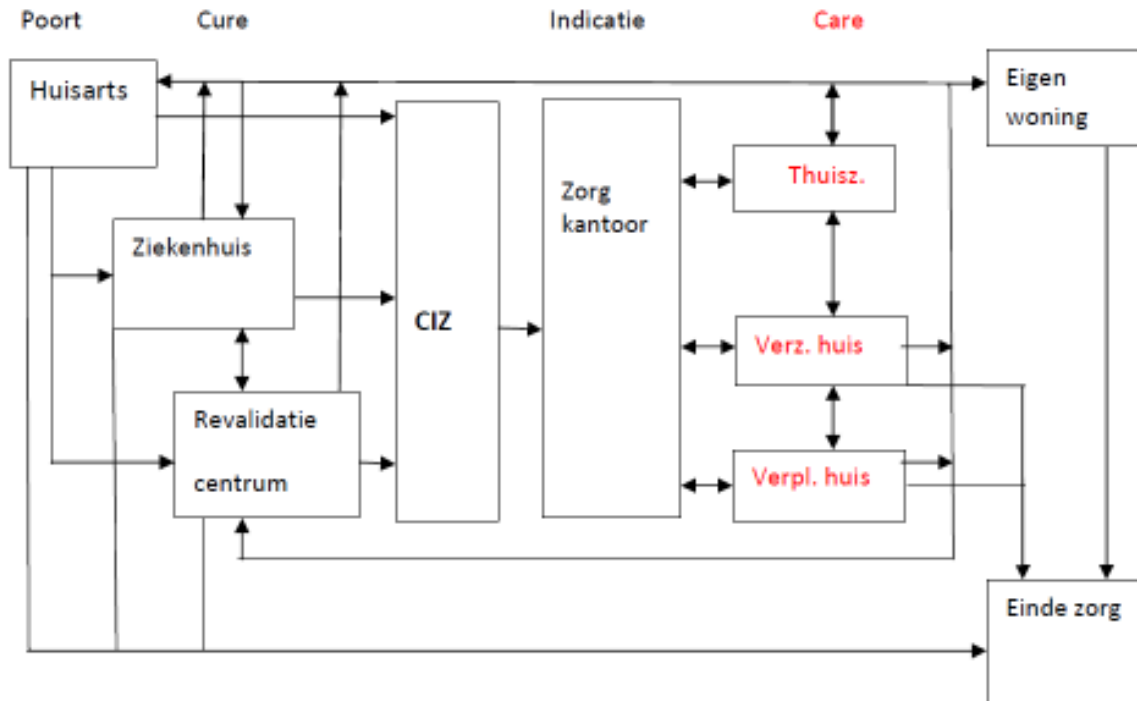 Poort Cure Indicatie Care
Huisarts
Eigen
woning
Thuisz.
Zorg
kantoor
Ziekenhuis
CIZ
Verz. huis
Revalidatie
centrum
Verpl. huis
Einde zorg